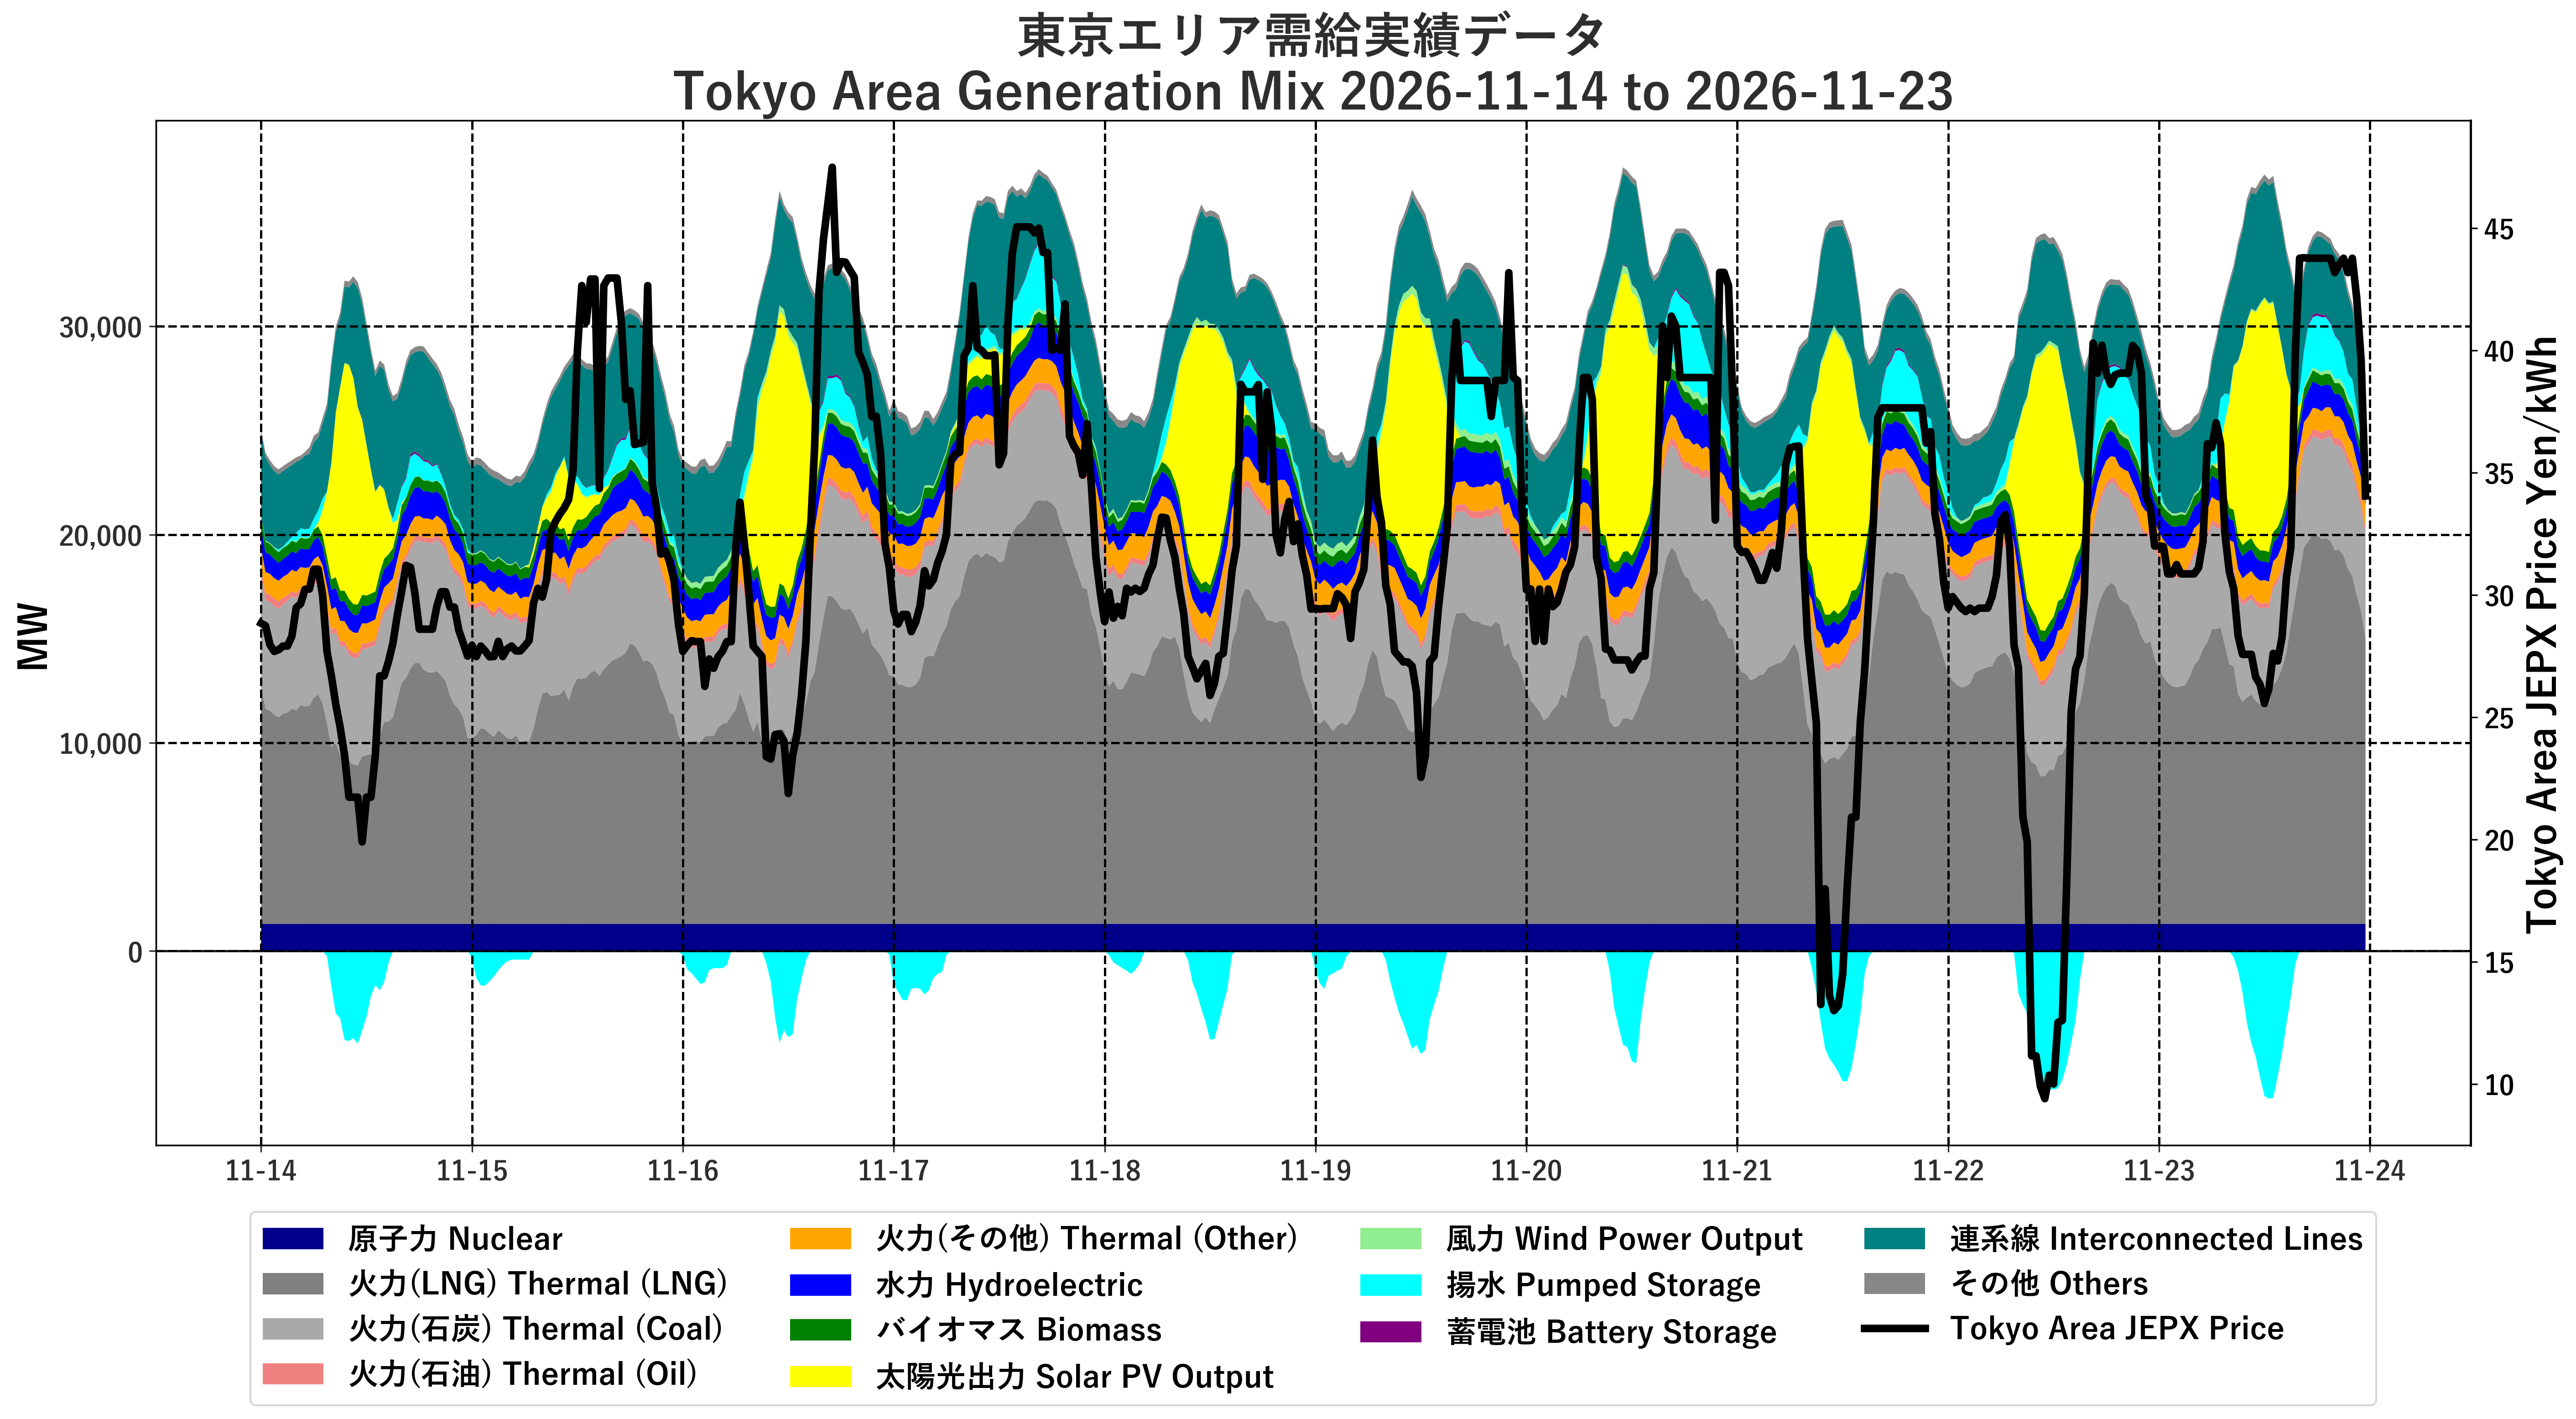 東京エリア需給実績データ
Tokyo Area Generation Mix 2026-11-14 to 2026-11-23
MW
30,000
20,000
10,000
0
45
40
35
30
25
20
15
10
Tokyo Area JEPX Price Yen/kWh
11-14 11-15 11-16 11-17 11-18 11-19 11-20 11-21 11-22 11-23 11-24
原子力 Nuclear
火力(LNG) Thermal (LNG)
火力(石炭) Thermal (Coal)
火力(石油) Thermal (Oil)
火力(その他) Thermal (Other)
水力 Hydroelectric
バイオマス Biomass
太陽光出力 Solar PV Output
風力 Wind Power Output
揚水 Pumped Storage
蓄電池 Battery Storage
連系線 Interconnected Lines
その他 Others
Tokyo Area JEPX Price